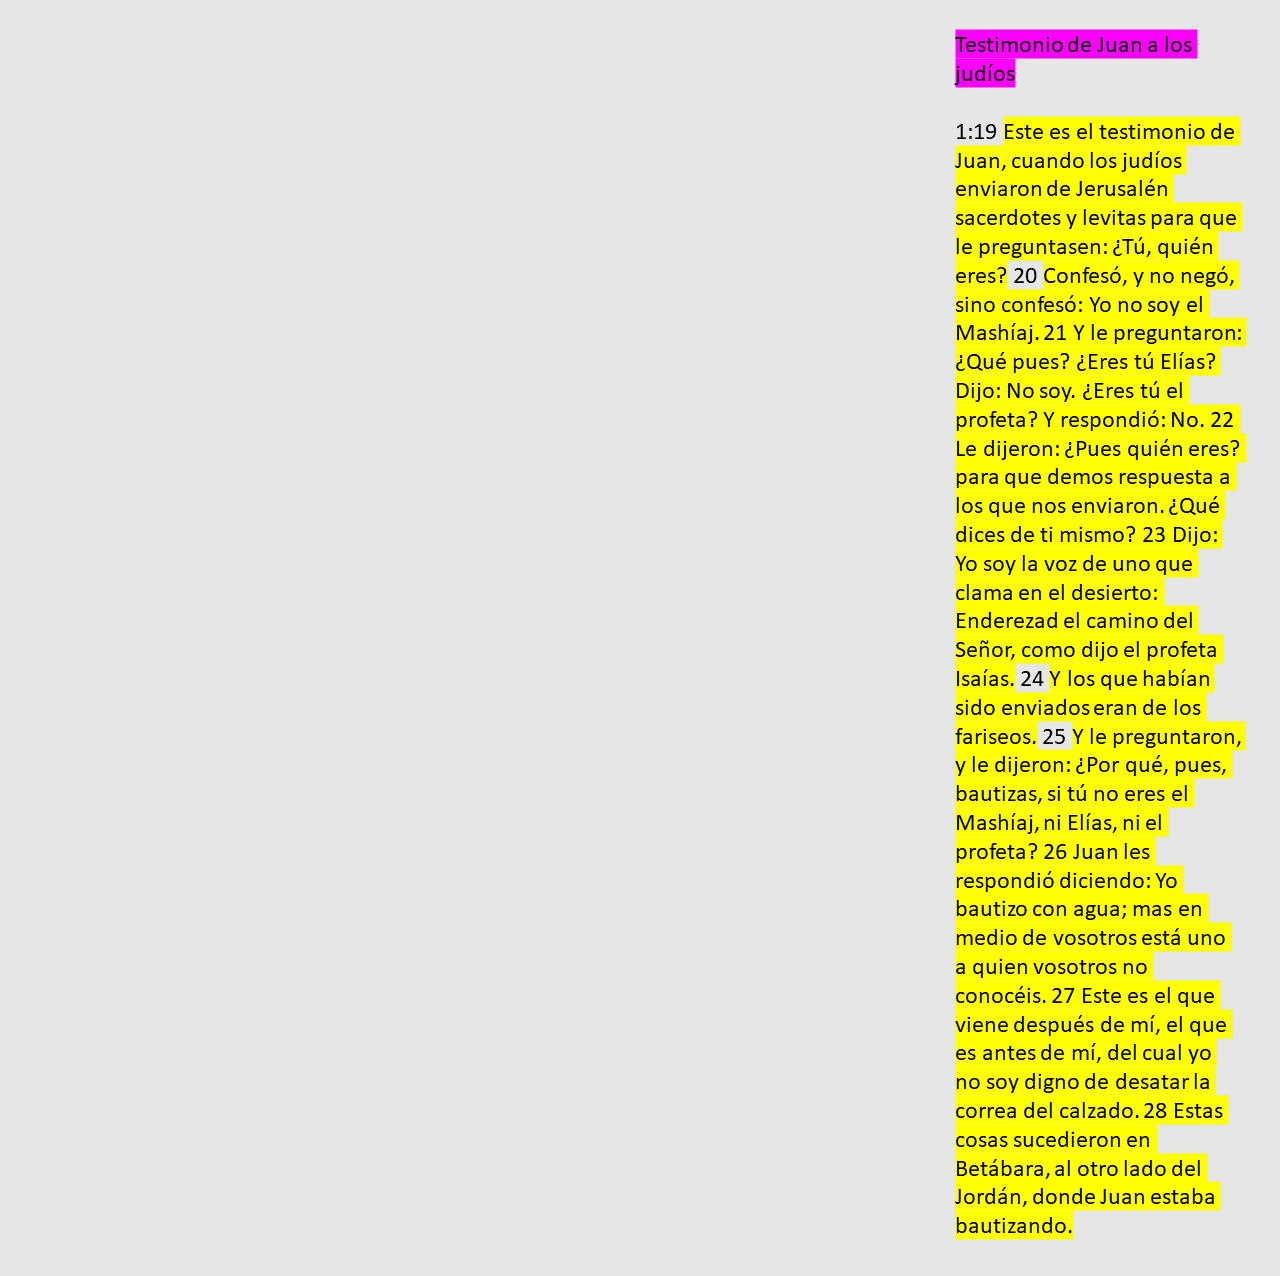 Testimonio de Juan a los
judíos
1:19 Este es el testimonio de
Juan, cuando los judíos
enviaron de Jerusalén
sacerdotes y levitas para que
le preguntasen: ¿Tú, quién
eres? 20 Confesó, y no negó,
sino confesó: Yo no soy el
Mashíaj. 21 Y le preguntaron:
¿Qué pues? ¿Eres tú Elías?
Dijo: No soy. ¿Eres tú el
profeta? Y respondió: No. 22
Le dijeron: ¿Pues quién eres?
para que demos respuesta a
los que nos enviaron. ¿Qué
dices de ti mismo? 23 Dijo:
Yo soy la voz de uno que
clama en el desierto:
Enderezad el camino del
Señor, como dijo el profeta
Isaías. 24 Y los que habían
sido enviados eran de los
fariseos. 25 Y le preguntaron,
y le dijeron: ¿Por qué, pues,
bautizas, si tú no eres el
Mashíaj, ni Elías, ni el
profeta? 26 Juan les
respondió diciendo: Yo
bautizo con agua; mas en
medio de vosotros está uno
a quien vosotros no
conocéis. 27 Este es el que
viene después de mí, el que
es antes de mí, del cual yo
no soy digno de desatar la
correa del calzado. 28 Estas
cosas sucedieron en
Betábara, al otro lado del
Jordán, donde Juan estaba
bautizando.